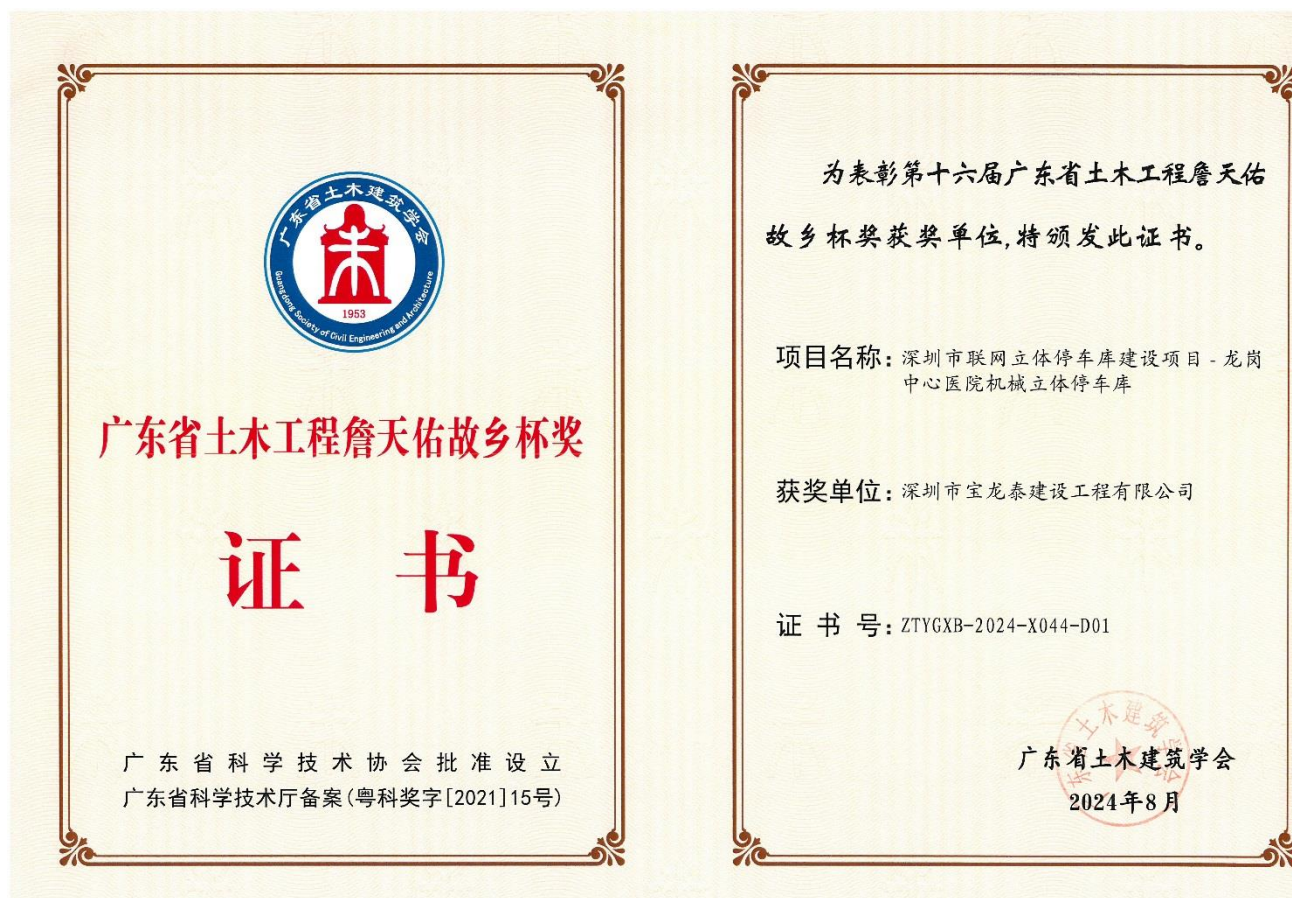 广东省土木建筑学会
1953
Guangdong Society of Civil Engineering and Architecture
广东省土木工程詹天佑故乡杯奖
证 书
广东省科学技术协会批准设立
广东省科学技术厅备案(粤科奖字[2021]15号)
为表彰第十六届广东省土木工程詹天佑
故乡杯奖获奖单位,特颁发此证书。
项目名称: 深圳市联网立体停车库建设项目-龙岗
中心医院机械立体停车库
获奖单位: 深圳市宝龙泰建设工程有限公司
证 书 号: ZTYGXB-2024-X044-D01
东省土木建筑学会
广东省土木建筑学会
2024年8月